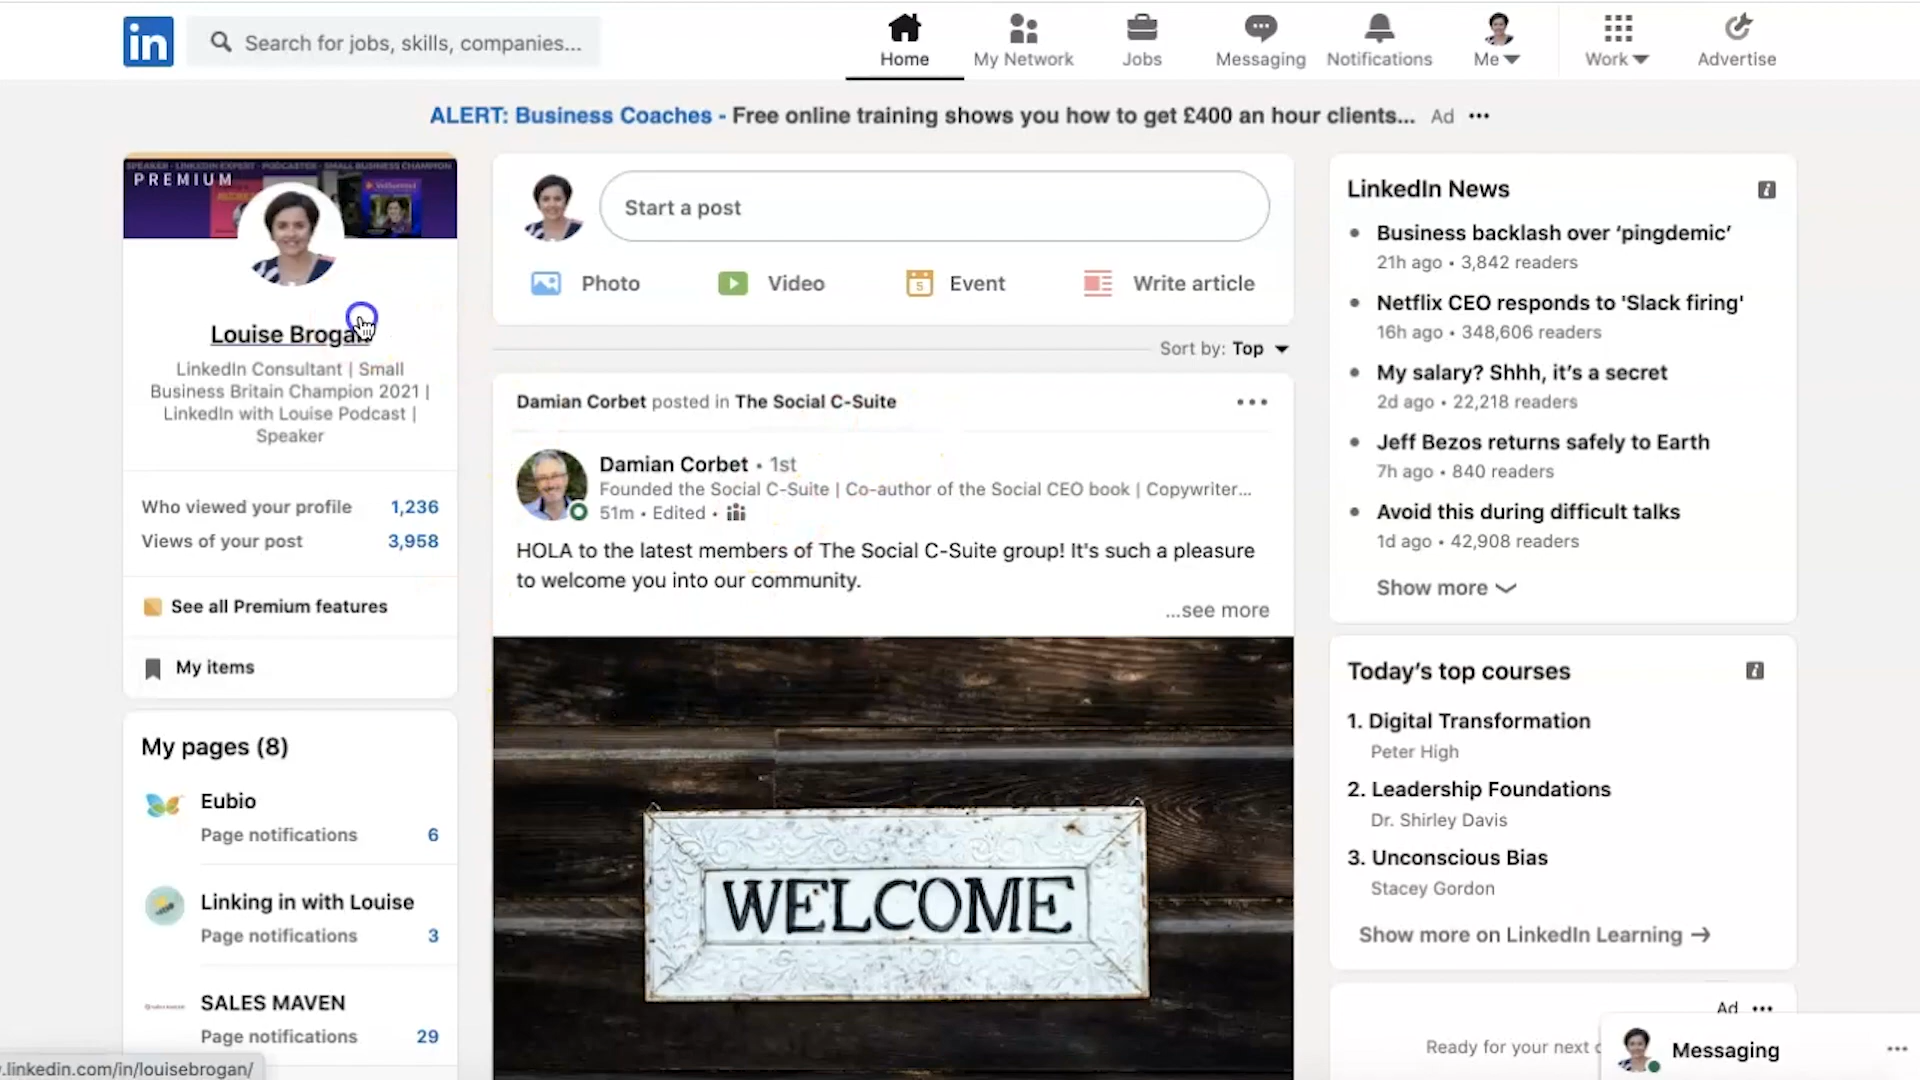 in
Search for jobs, skills, companies...
Home
My Network
Jobs
Messaging
Notifications
Me
Work
Advertise
ALERT: Business Coaches - Free online training shows you how to get £400 an hour clients... Ad
SPEAKER - LINKEDIN EXPERT - PODCASTER - SMALL BUSINESS CHAMPION
PREMIUM
Louise Brogan
LinkedIn Consultant | Small
Business Britain Champion 2021 |
LinkedIn with Louise Podcast |
Speaker
Who viewed your profile 1,236
Views of your post 3,958
See all Premium features
My items
My pages (8)
Eubio
Page notifications 6
Linking in with Louise
Page notifications 3
SALES MAVEN
Page notifications 29
.linkedin.com/in/louisebrogan/
Start a post
Photo
Video
5
Event
Write article
Sort by: Top
Damian Corbet posted in The Social C-Suite
Damian Corbet • 1st
Founded the Social C-Suite | Co-author of the Social CEO book | Copywriter...
51m • Edited •
HOLA to the latest members of The Social C-Suite group! It's such a pleasure
to welcome you into our community.
...see more
WELCOME
LinkedIn News
Business backlash over ‘pingdemic’
21h ago • 3,842 readers
Netflix CEO responds to 'Slack firing'
16h ago • 348,606 readers
My salary? Shhh, it’s a secret
2d ago • 22,218 readers
Jeff Bezos returns safely to Earth
7h ago • 840 readers
Avoid this during difficult talks
1d ago • 42,908 readers
Show more
Today’s top courses
1. Digital Transformation
Peter High
2. Leadership Foundations
Dr. Shirley Davis
3. Unconscious Bias
Stacey Gordon
Show more on LinkedIn Learning →
Ad
Ready for your next
Messaging